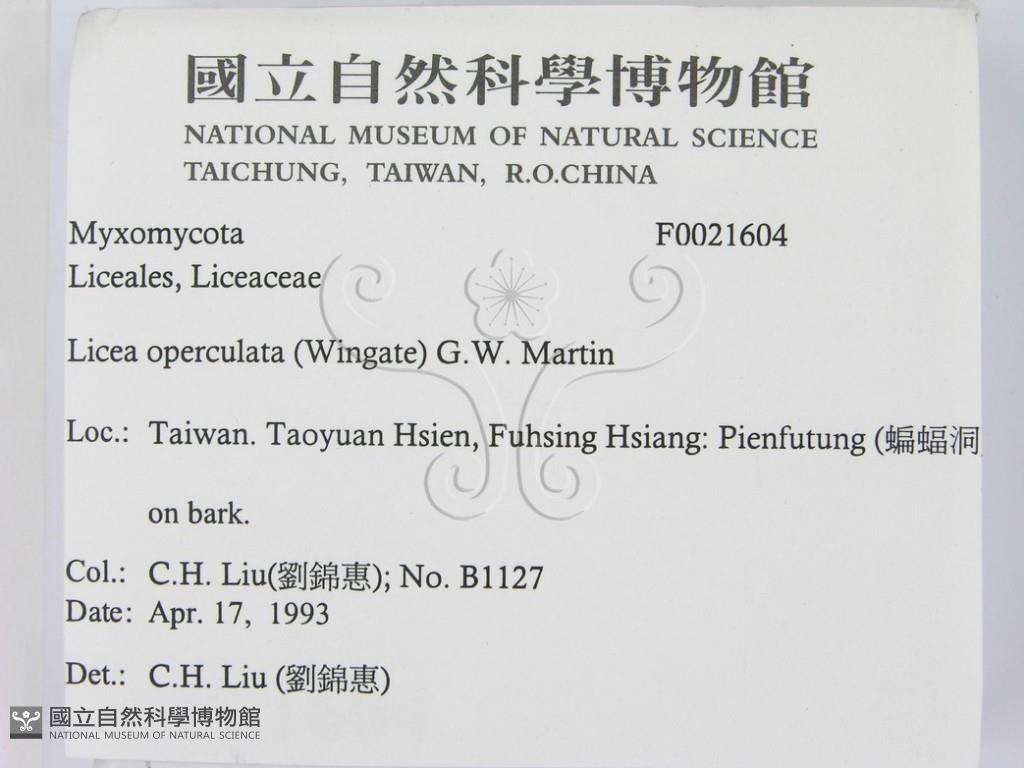 國立自然科學博物館
NATIONAL MUSEUM OF NATURAL SCIENCE
TAICHUNG, TAIWAN, R.O.CHINA
Myxomycota F0021604
Liceales, Liceaceae
Licea operculata (Wingate) G.W. Martin
Loc.: Taiwan. Taoyuan Hsien, Fuhsing Hsiang: Pienfutung (蝙蝠洞
on bark.
Col.: C.H. Liu(劉錦惠); No. B1127
Date: Apr. 17, 1993
Det.: C.H. Liu (劉錦惠)
國立自然科學博物館
NATIONAL MUSEUM OF NATURAL SCIENCE